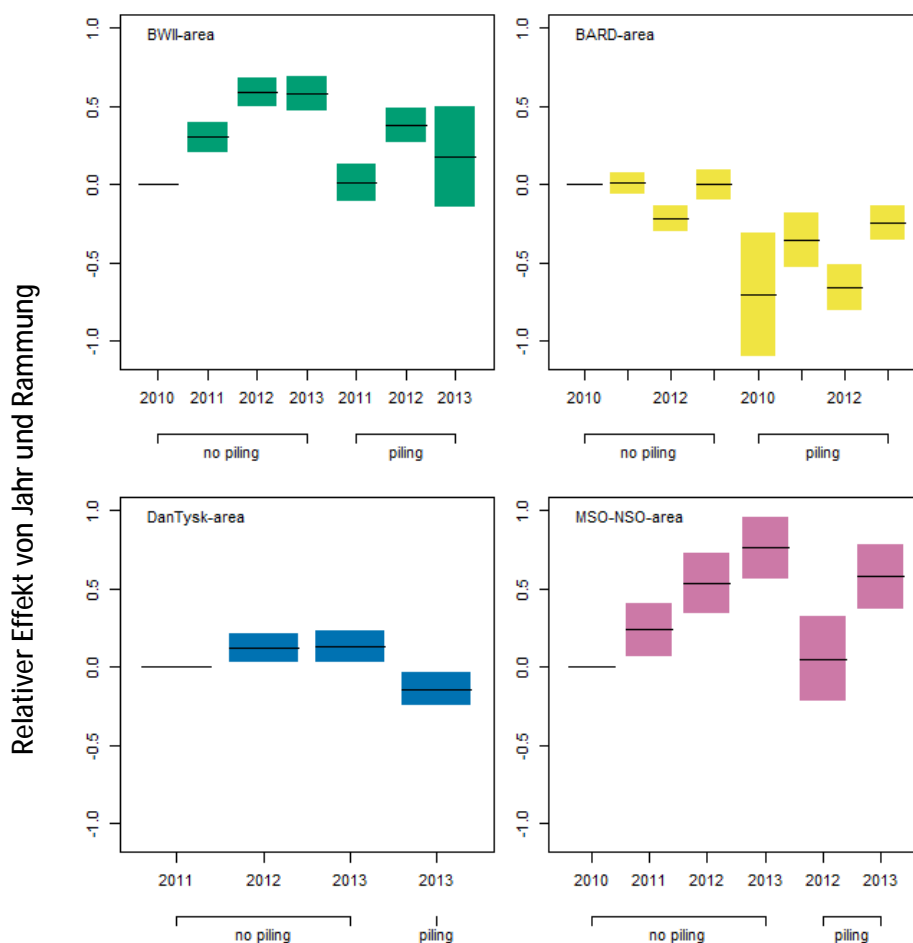 Relativer Effekt von Jahr und Rammung
BWII-area
1.0
0.5
0.0
-0.5
-1.0
2010 2011 2012 2013 2011 2012 2013
no piling piling
BARD-area
1.0
0.5
0.0
-0.5
-1.0
2010 2012 2010 2012
no piling piling
DanTysk-area
1.0
0.5
0.0
-0.5
-1.0
2011 2012 2013 2013
no piling piling
MSO-NSO-area
1.0
0.5
0.0
-0.5
-1.0
2010 2011 2012 2013 2012 2013
no piling piling